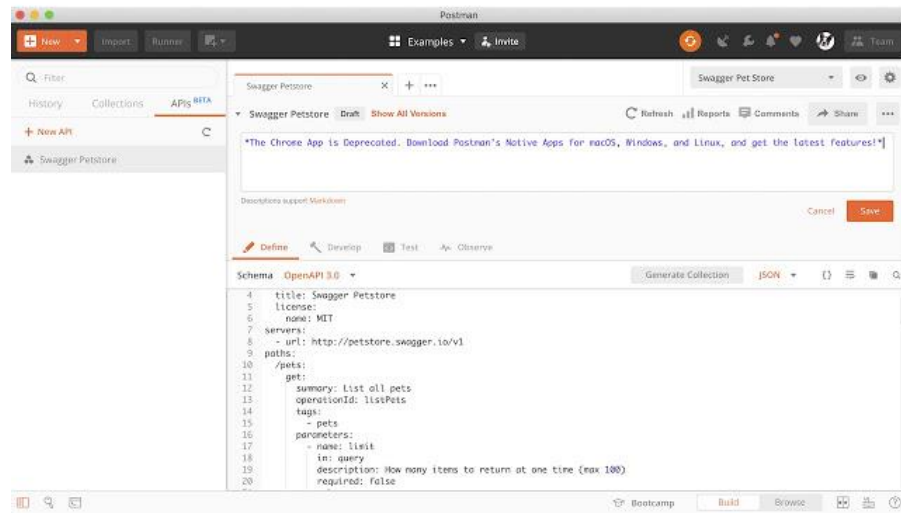 Postman
New
Import
Runner
Examples
Invite
Team
Filter
History Collections APIs BETA
+ New API
Swagger Petstore
Swagger Petstore
Swagger Pet Store
Swagger Petstore Draft Show All Versions
Refresh Reports Comments Share
*The Chrome App is Deprecated. Download Postman's Native Apps for macOS, Windows, and Linux, and get the latest features!*
Descriptions support Markdown
Cancel Save
Define Develop Test Observe
Schema OpenAPI 3.0 Generate Collection JSON {}
4 title: Swagger Petstore
5 license:
6 name: MIT
7 servers:
8 - url: http://petstore.swagger.io/v1
9 paths:
10 /pets:
11 get:
12 summary: List all pets
13 operationId: listPets
14 tags:
15 - pets
16 parameters:
17 - name: limit
18 in: query
19 description: How many items to return at one time (max 100)
20 required: false
Bootcamp Build Browse